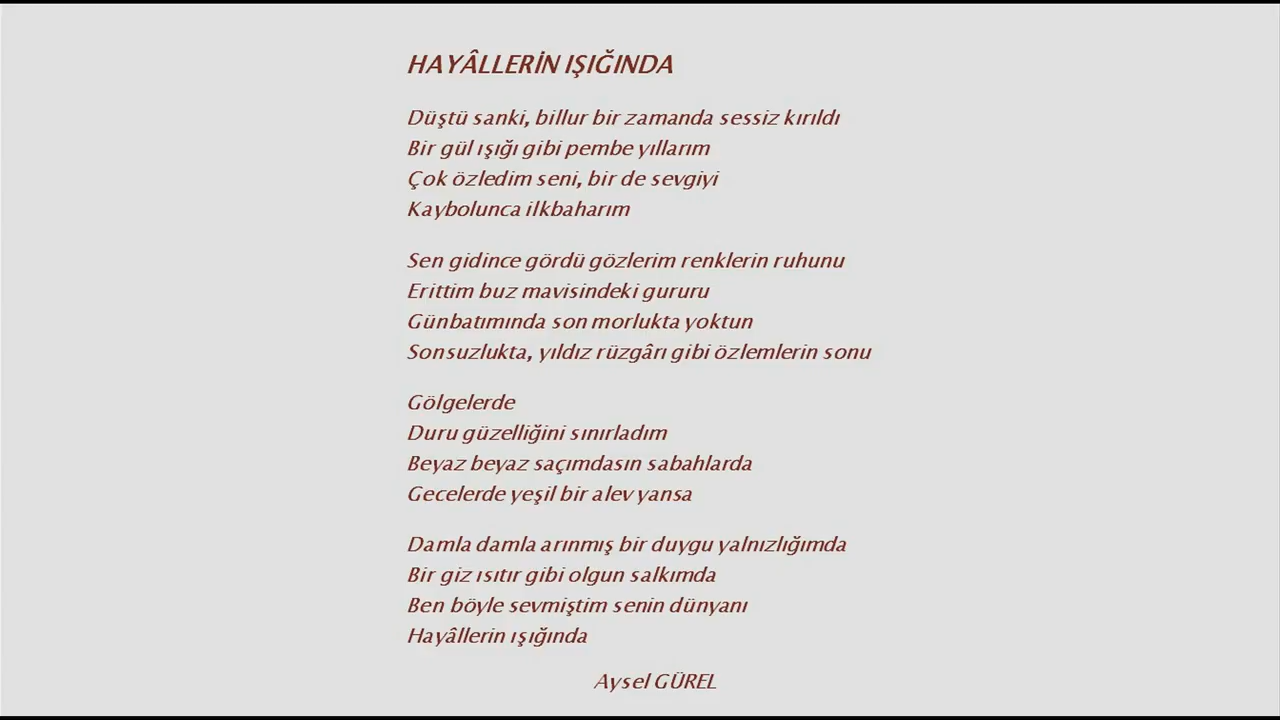 HAYÂLLERİN IŞIĞINDA
Düştü sanki, billur bir zamanda sessiz kırıldı
Bir gül ışığı gibi pembe yıllarım
Çok özledim seni, bir de sevgiyi
Kaybolunca ilkbaharım
Sen gidince gördü gözlerim renklerin ruhunu
Erittim buz mavisindeki gururu
Günbatımında son morlukta yoktun
Sonsuzlukta, yıldız rüzgârı gibi özlemlerin sonu
Gölgelerde
Duru güzelliğini sınırladım
Beyaz beyaz saçımdasın sabahlarda
Gecelerde yeşil bir alev yansa
Damla damla arınmış bir duygu yalnızlığımda
Bir giz ısıtır gibi olgun salkımda
Ben böyle sevmiştim senin dünyanı
Hayâllerin ışığında
Aysel GÜREL